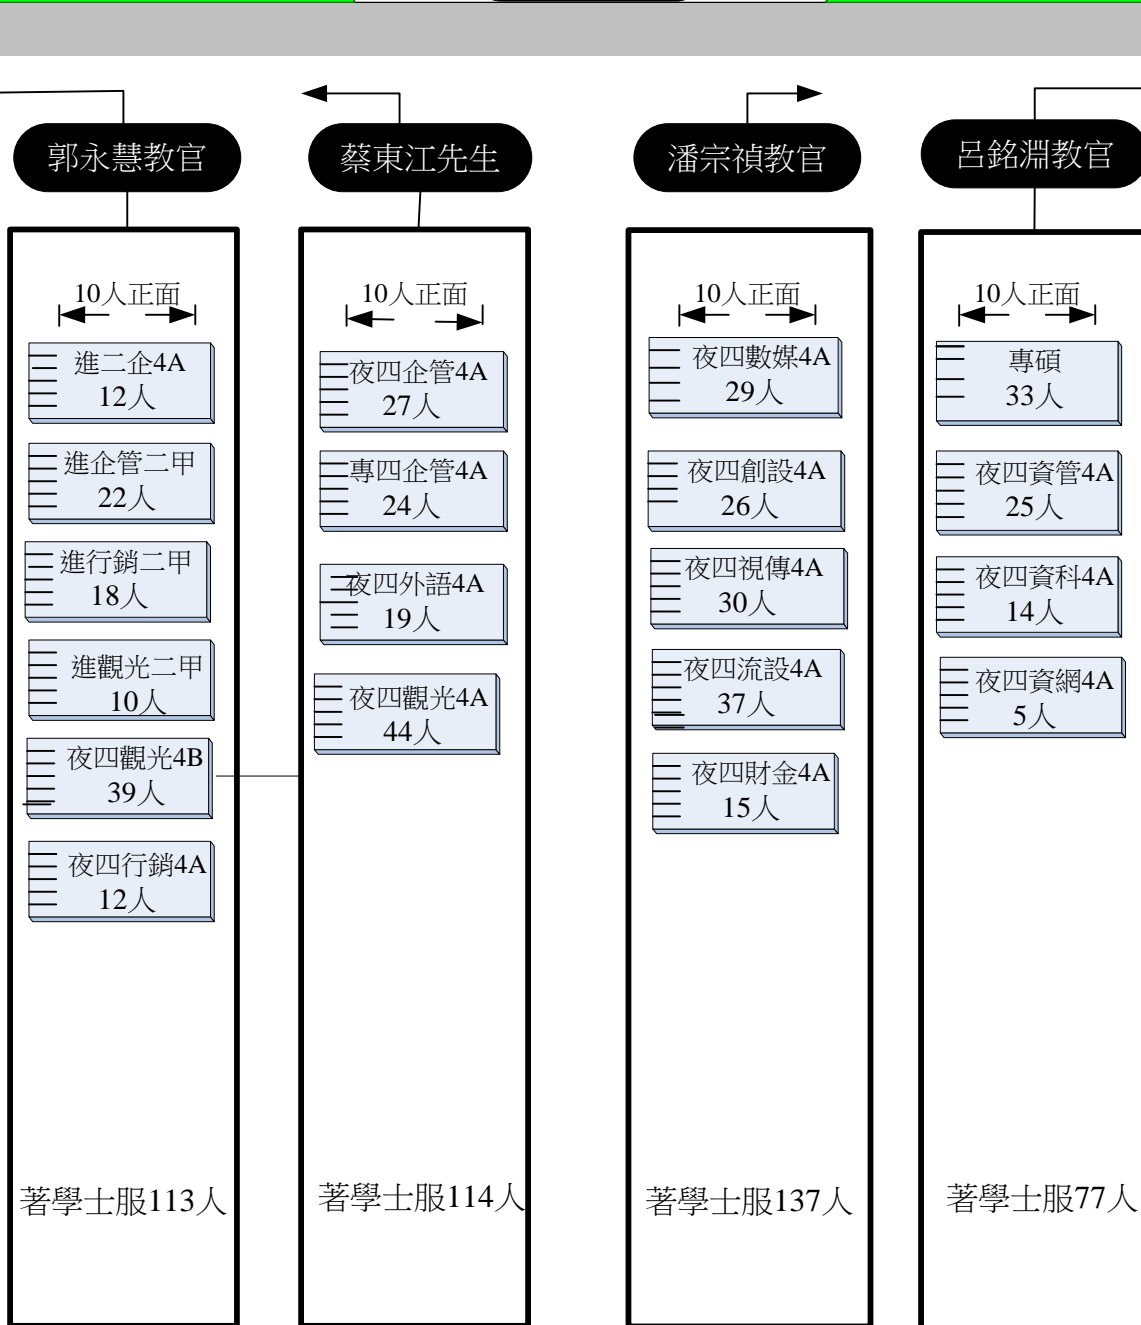 郭永慧教官
10人正面
進二企4A
12人
進企管二甲
22人
進行銷二甲
18人
進觀光二甲
10人
夜四觀光4B
39人
夜四行銷4A
12人
著學士服113人
蔡東江先生
10人正面
夜四企管4A
27人
專四企管4A
24人
夜四外語4A
19人
夜四觀光4A
44人
著學士服114人
潘宗禎教官
10人正面
夜四數媒4A
29人
夜四創設4A
26人
夜四視傳4A
30人
夜四流設4A
37人
夜四財金4A
15人
著學士服137人
呂銘淵教官
10人正面
專碩
33人
夜四資管4A
25人
夜四資科4A
14人
夜四資網4A
5人
著學士服77人